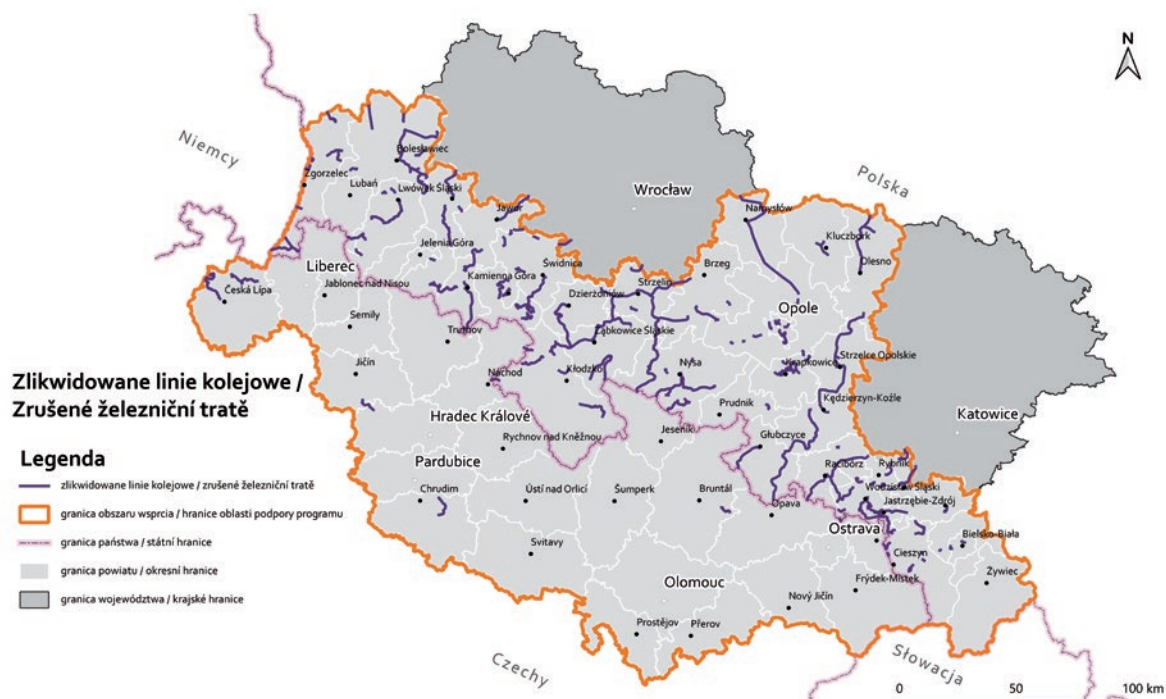 N
Niemcy
Polska
Wrocław
Bolesławiec
Zgorzelec
Lubań
Lwówek Śląski
Jawor
Namysłów
Kluczbork
Olesno
Jelenia Góra
Świdnica
Brzeg
Liberec
Kamienna Góra
Strzelin
Česká Lípa
Jablonec nad Nisou
Dzierżoniów
Opole
Semily
Trutnov
Ząbkowice Śląskie
Strzelce Opolskie
Jičín
Náchod
Kłodzko
Nysa
Krapkowice
Zlikwidowane linie kolejowe /
Zrušené železniční tratě
Hradec Králové
Prudnik
Kędzierzyn-Koźle
Katowice
Rychnov nad Kněžnou
Jeseník
Głubczyce
Legenda
Pardubice
Racibórz
Rybnik
zlikwidowane linie kolejowe / zrušené železniční tratě
Chrudim
Ústí nad Orlicí
Šumperk
Bruntál
Wodzisław Śląski
Jastrzębie-Zdrój
granica obszaru wsprcia / hranice oblasti podpory programu
Opava
Ostrava
granica państwa / státní hranice
Svitavy
Bielsko-Biała
Cieszyn
granica powiatu / okresní hranice
Olomouc
Frýdek-Místek
Żywiec
granica województwa / krajské hranice
Nový Jičín
Prostějov
Přerov
Czechy
Słowacja
0 50 100 km